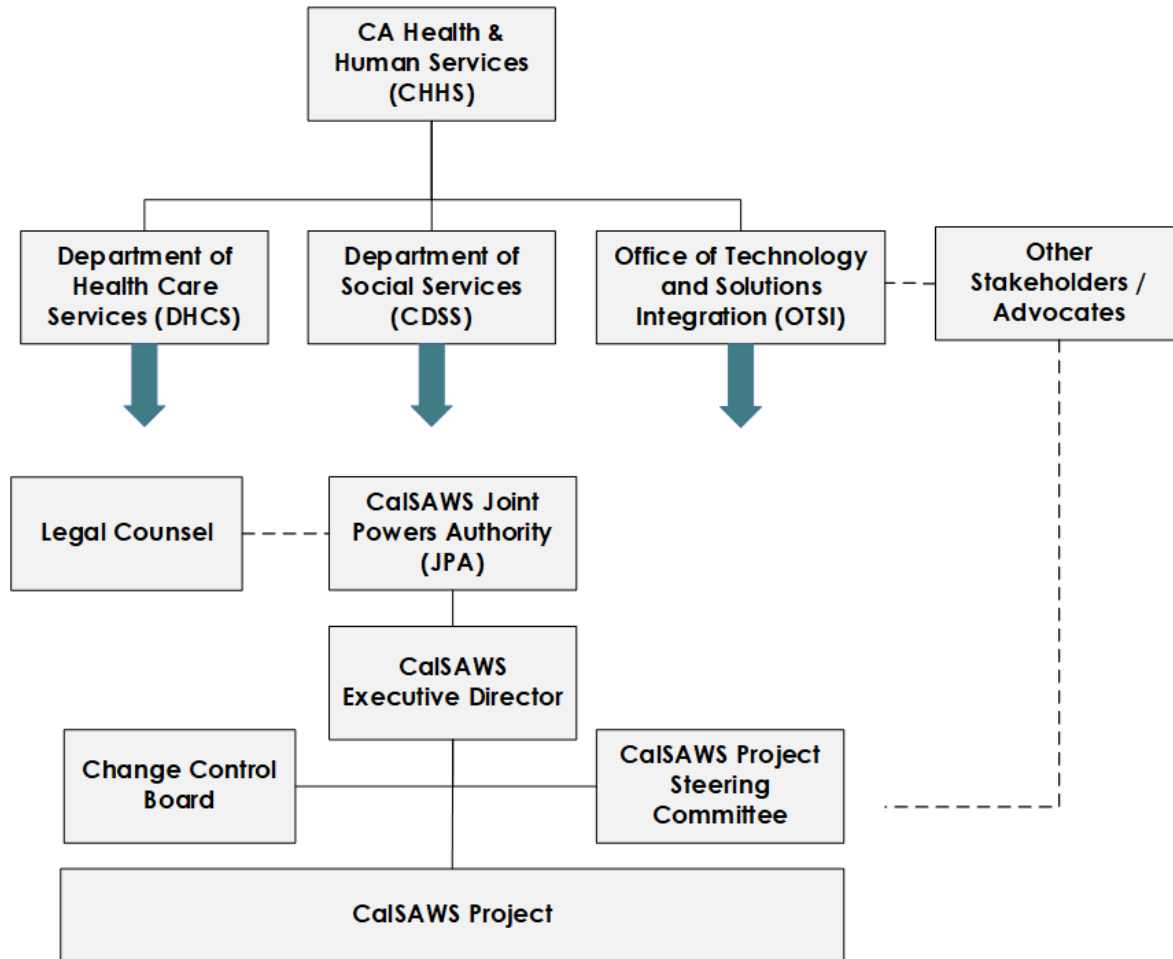 CA Health &
Human Services
(CHHS)
Department of
Health Care
Services (DHCS)
Department of
Social Services
(CDSS)
Office of Technology
and Solutions
Integration (OTSI)
Other
Stakeholders /
Advocates
Legal Counsel
CalSAWS Joint
Powers Authority
(JPA)
CalSAWS
Executive Director
Change Control
Board
CalSAWS Project
Steering
Committee
CalSAWS Project